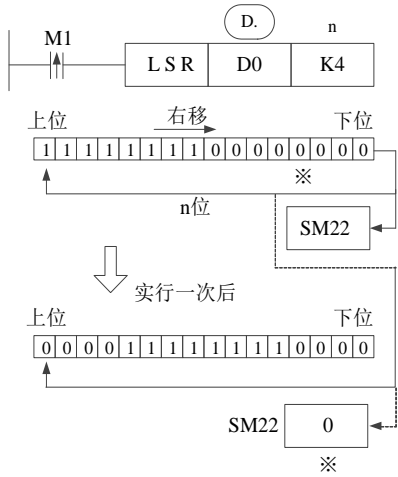 D. n
M1
LSR D0 K4
上位 右移 下位
1 1 1 1 1 1 1 1 0 0 0 0 0 0 0 0
※
n位
SM22
实行一次后
上位 下位
0 0 0 0 1 1 1 1 1 1 1 1 0 0 0 0
SM22 0
※